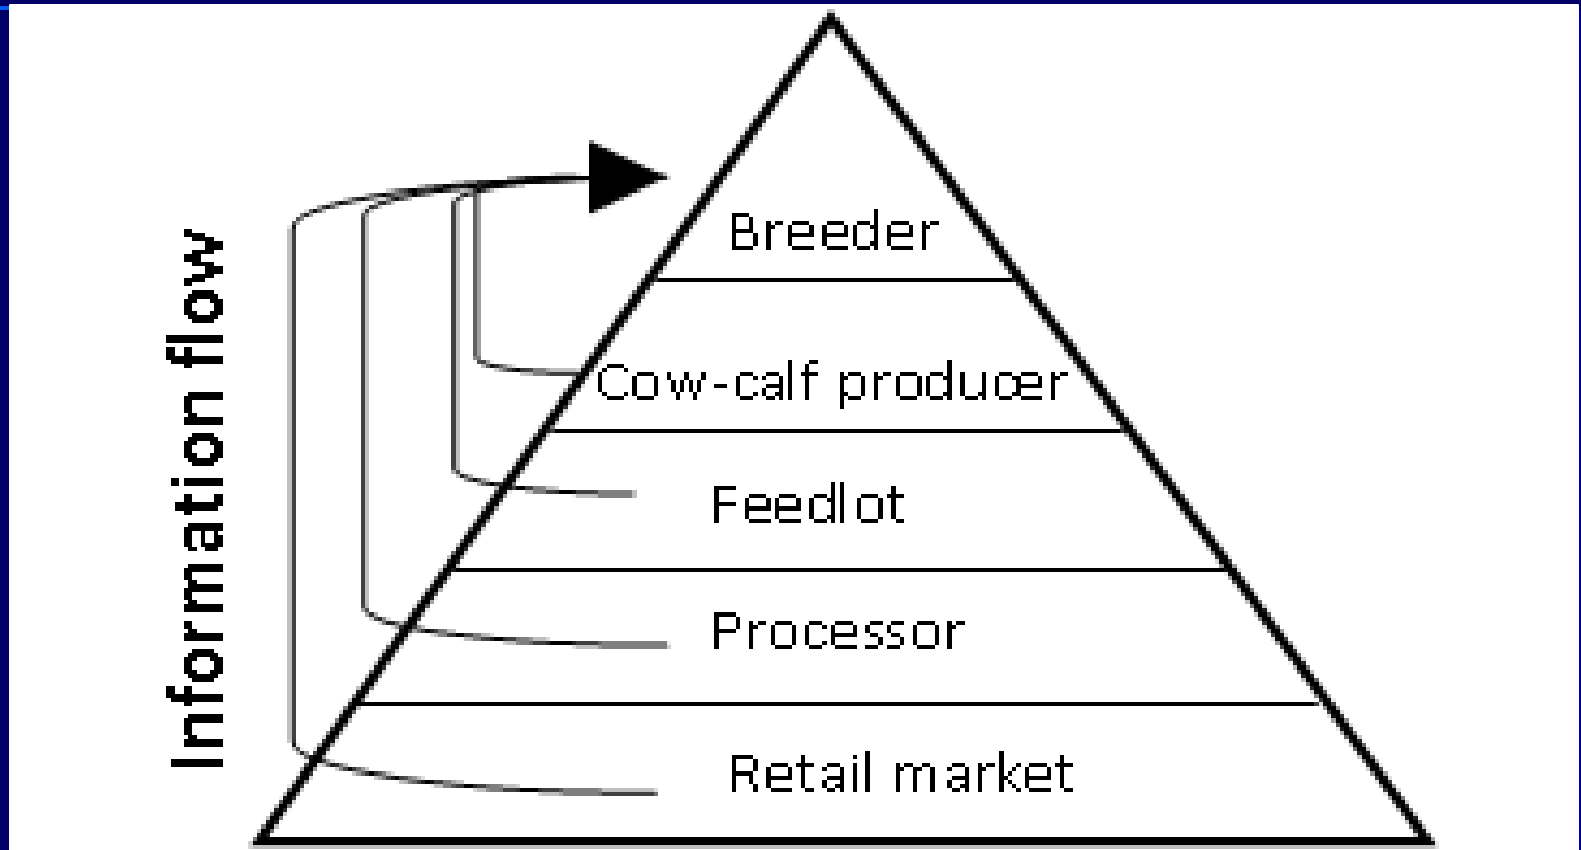 Information flow
Breeder
Cow-calf producer
Feedlot
Processor
Retail market